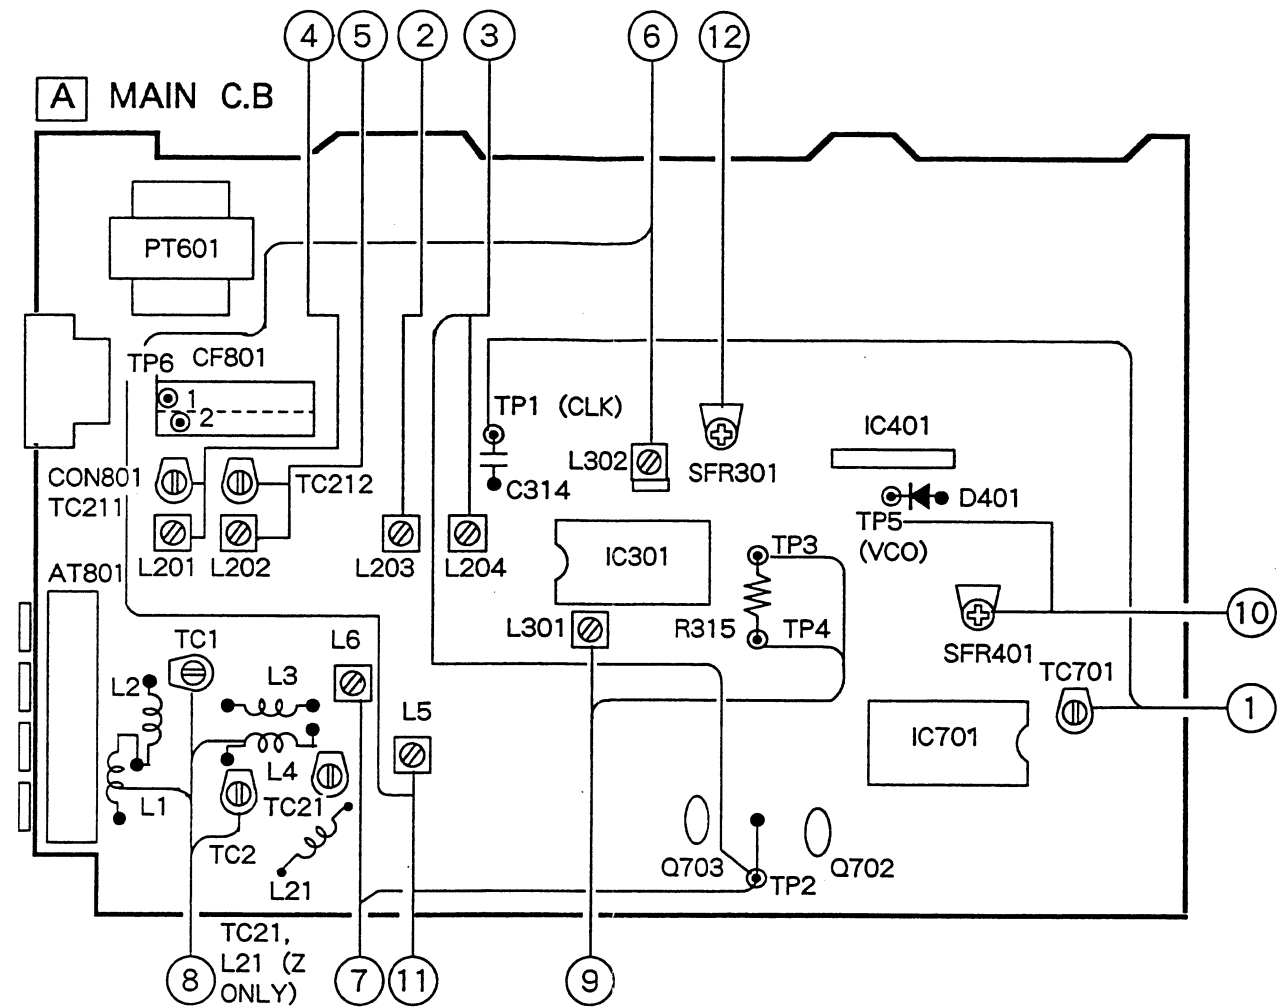 4 5 2 3 6 12
A MAIN C.B
PT601
TP6 CF801
1
2
TP1 (CLK)
IC401
CON801
TC211
TC212
L302
SFR301
C314
D401
TP5
(VCO)
L201 L202 L203 L204
IC301
TP3
AT801
10
TC1
L6
L301
R315 TP4
SFR401
TC701
L2
L3
L5
1
IC701
L4
L1
TC21
TC2
L21
Q703
Q702
TP2
TC21,
L21 (Z
ONLY)
8 7 11 9